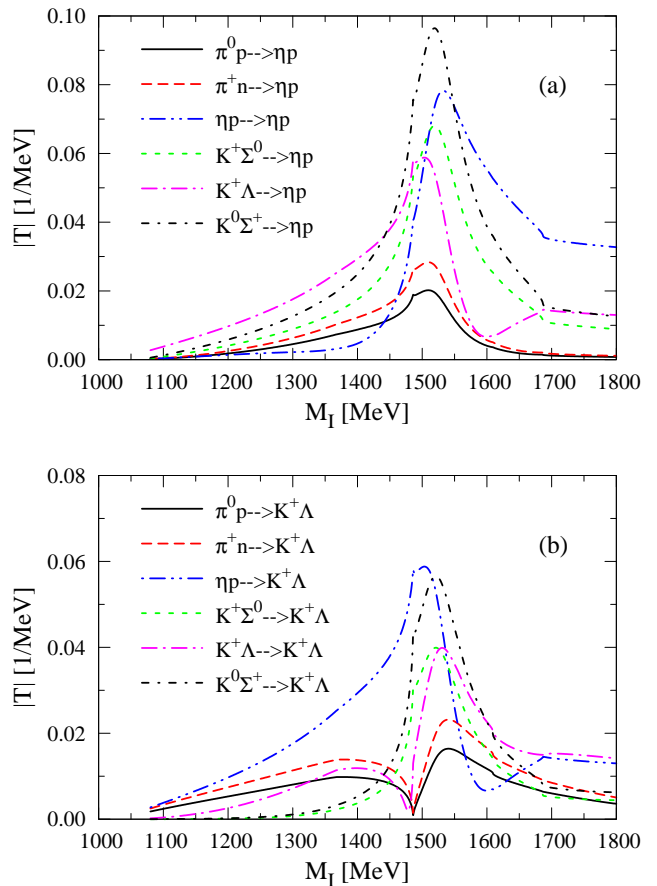 0.10
0.08
0.06
0.04
0.02
0.00
|T| [1/MeV]
π⁰p-->ηp
π⁺n-->ηp
ηp-->ηp
K⁺Σ⁰-->ηp
K⁺Λ-->ηp
K⁰Σ⁺-->ηp
(a)
1000 1100 1200 1300 1400 1500 1600 1700 1800
M_I [MeV]
0.08
0.06
0.04
0.02
0.00
|T| [1/MeV]
π⁰p-->K⁺Λ
π⁺n-->K⁺Λ
ηp-->K⁺Λ
K⁺Σ⁰-->K⁺Λ
K⁺Λ-->K⁺Λ
K⁰Σ⁺-->K⁺Λ
(b)
1000 1100 1200 1300 1400 1500 1600 1700 1800
M_I [MeV]